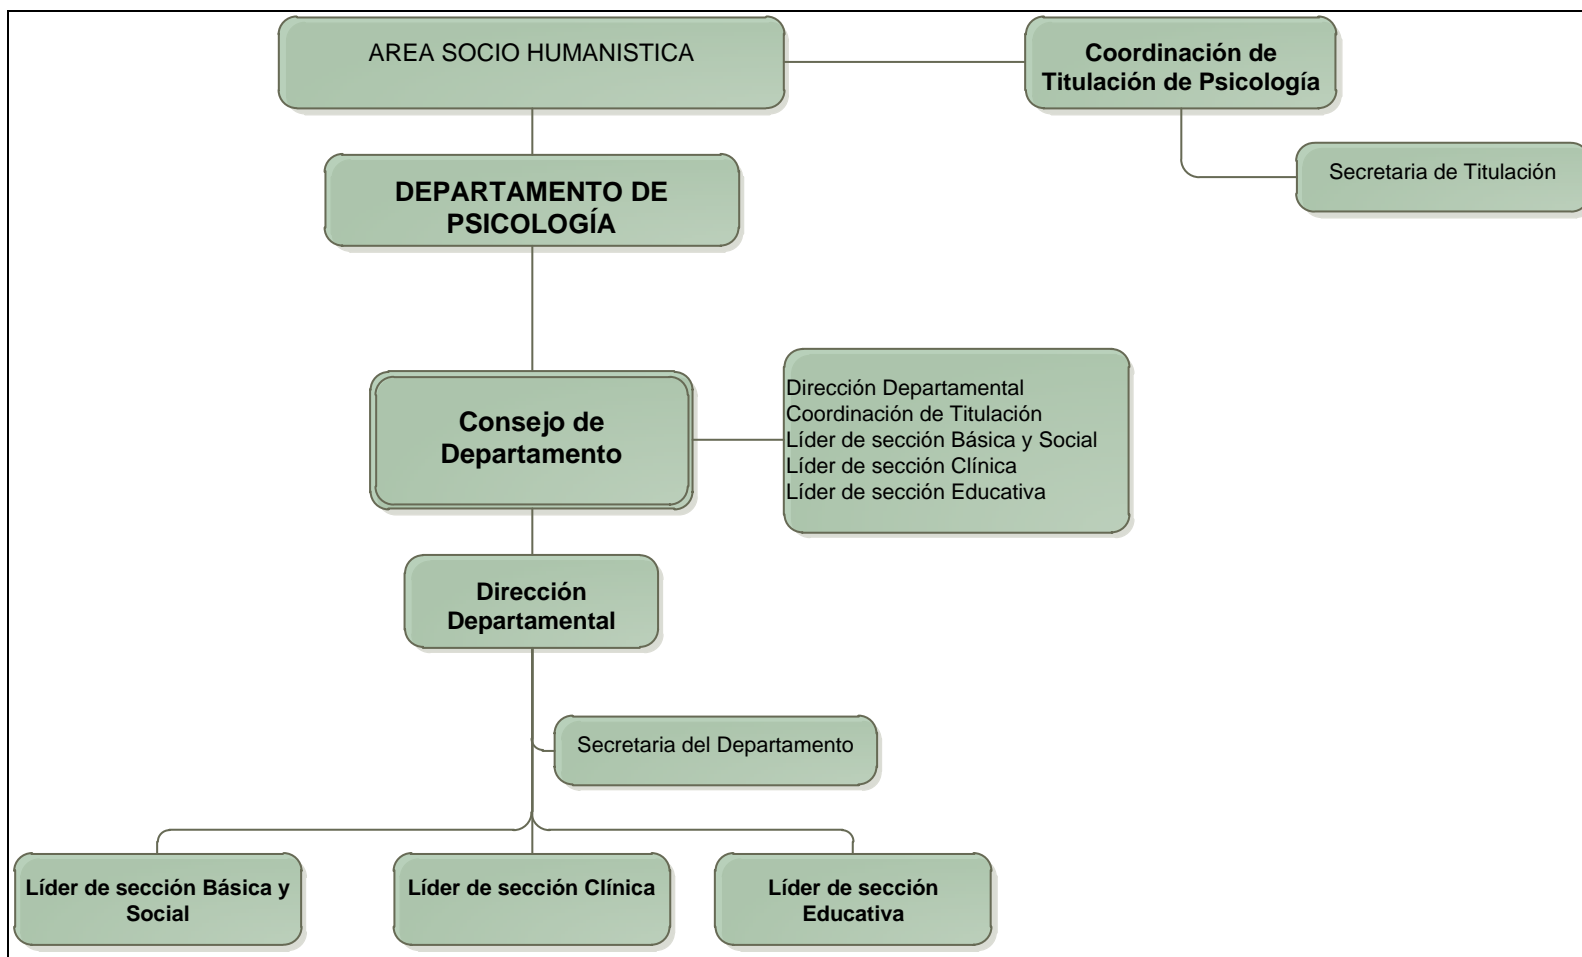 AREA SOCIO HUMANISTICA
Coordinación de
Titulación de Psicología
Secretaria de Titulación
DEPARTAMENTO DE
PSICOLOGÍA
Consejo de
Departamento
Dirección Departamental
Coordinación de Titulación
Líder de sección Básica y Social
Líder de sección Clínica
Líder de sección Educativa
Dirección
Departamental
Secretaria del Departamento
Líder de sección Básica y
Social
Líder de sección Clínica
Líder de sección
Educativa